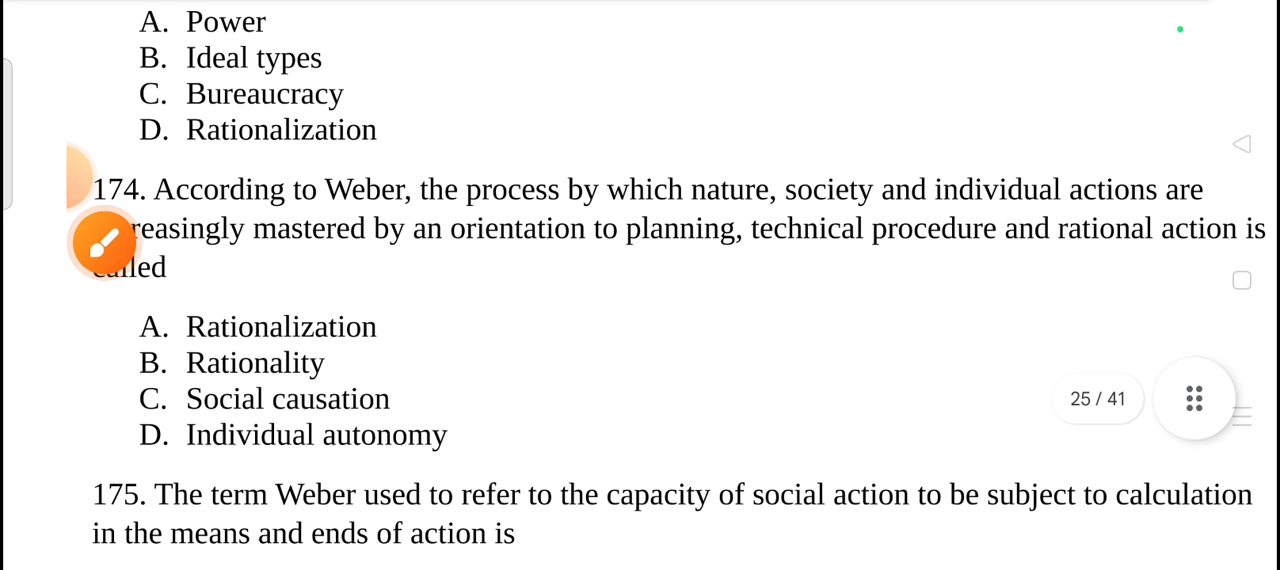 A. Power
B. Ideal types
C. Bureaucracy
D. Rationalization
174. According to Weber, the process by which nature, society and individual actions are
reasingly mastered by an orientation to planning, technical procedure and rational action is
called
A. Rationalization
B. Rationality
C. Social causation
25 / 41
D. Individual autonomy
175. The term Weber used to refer to the capacity of social action to be subject to calculation
in the means and ends of action is